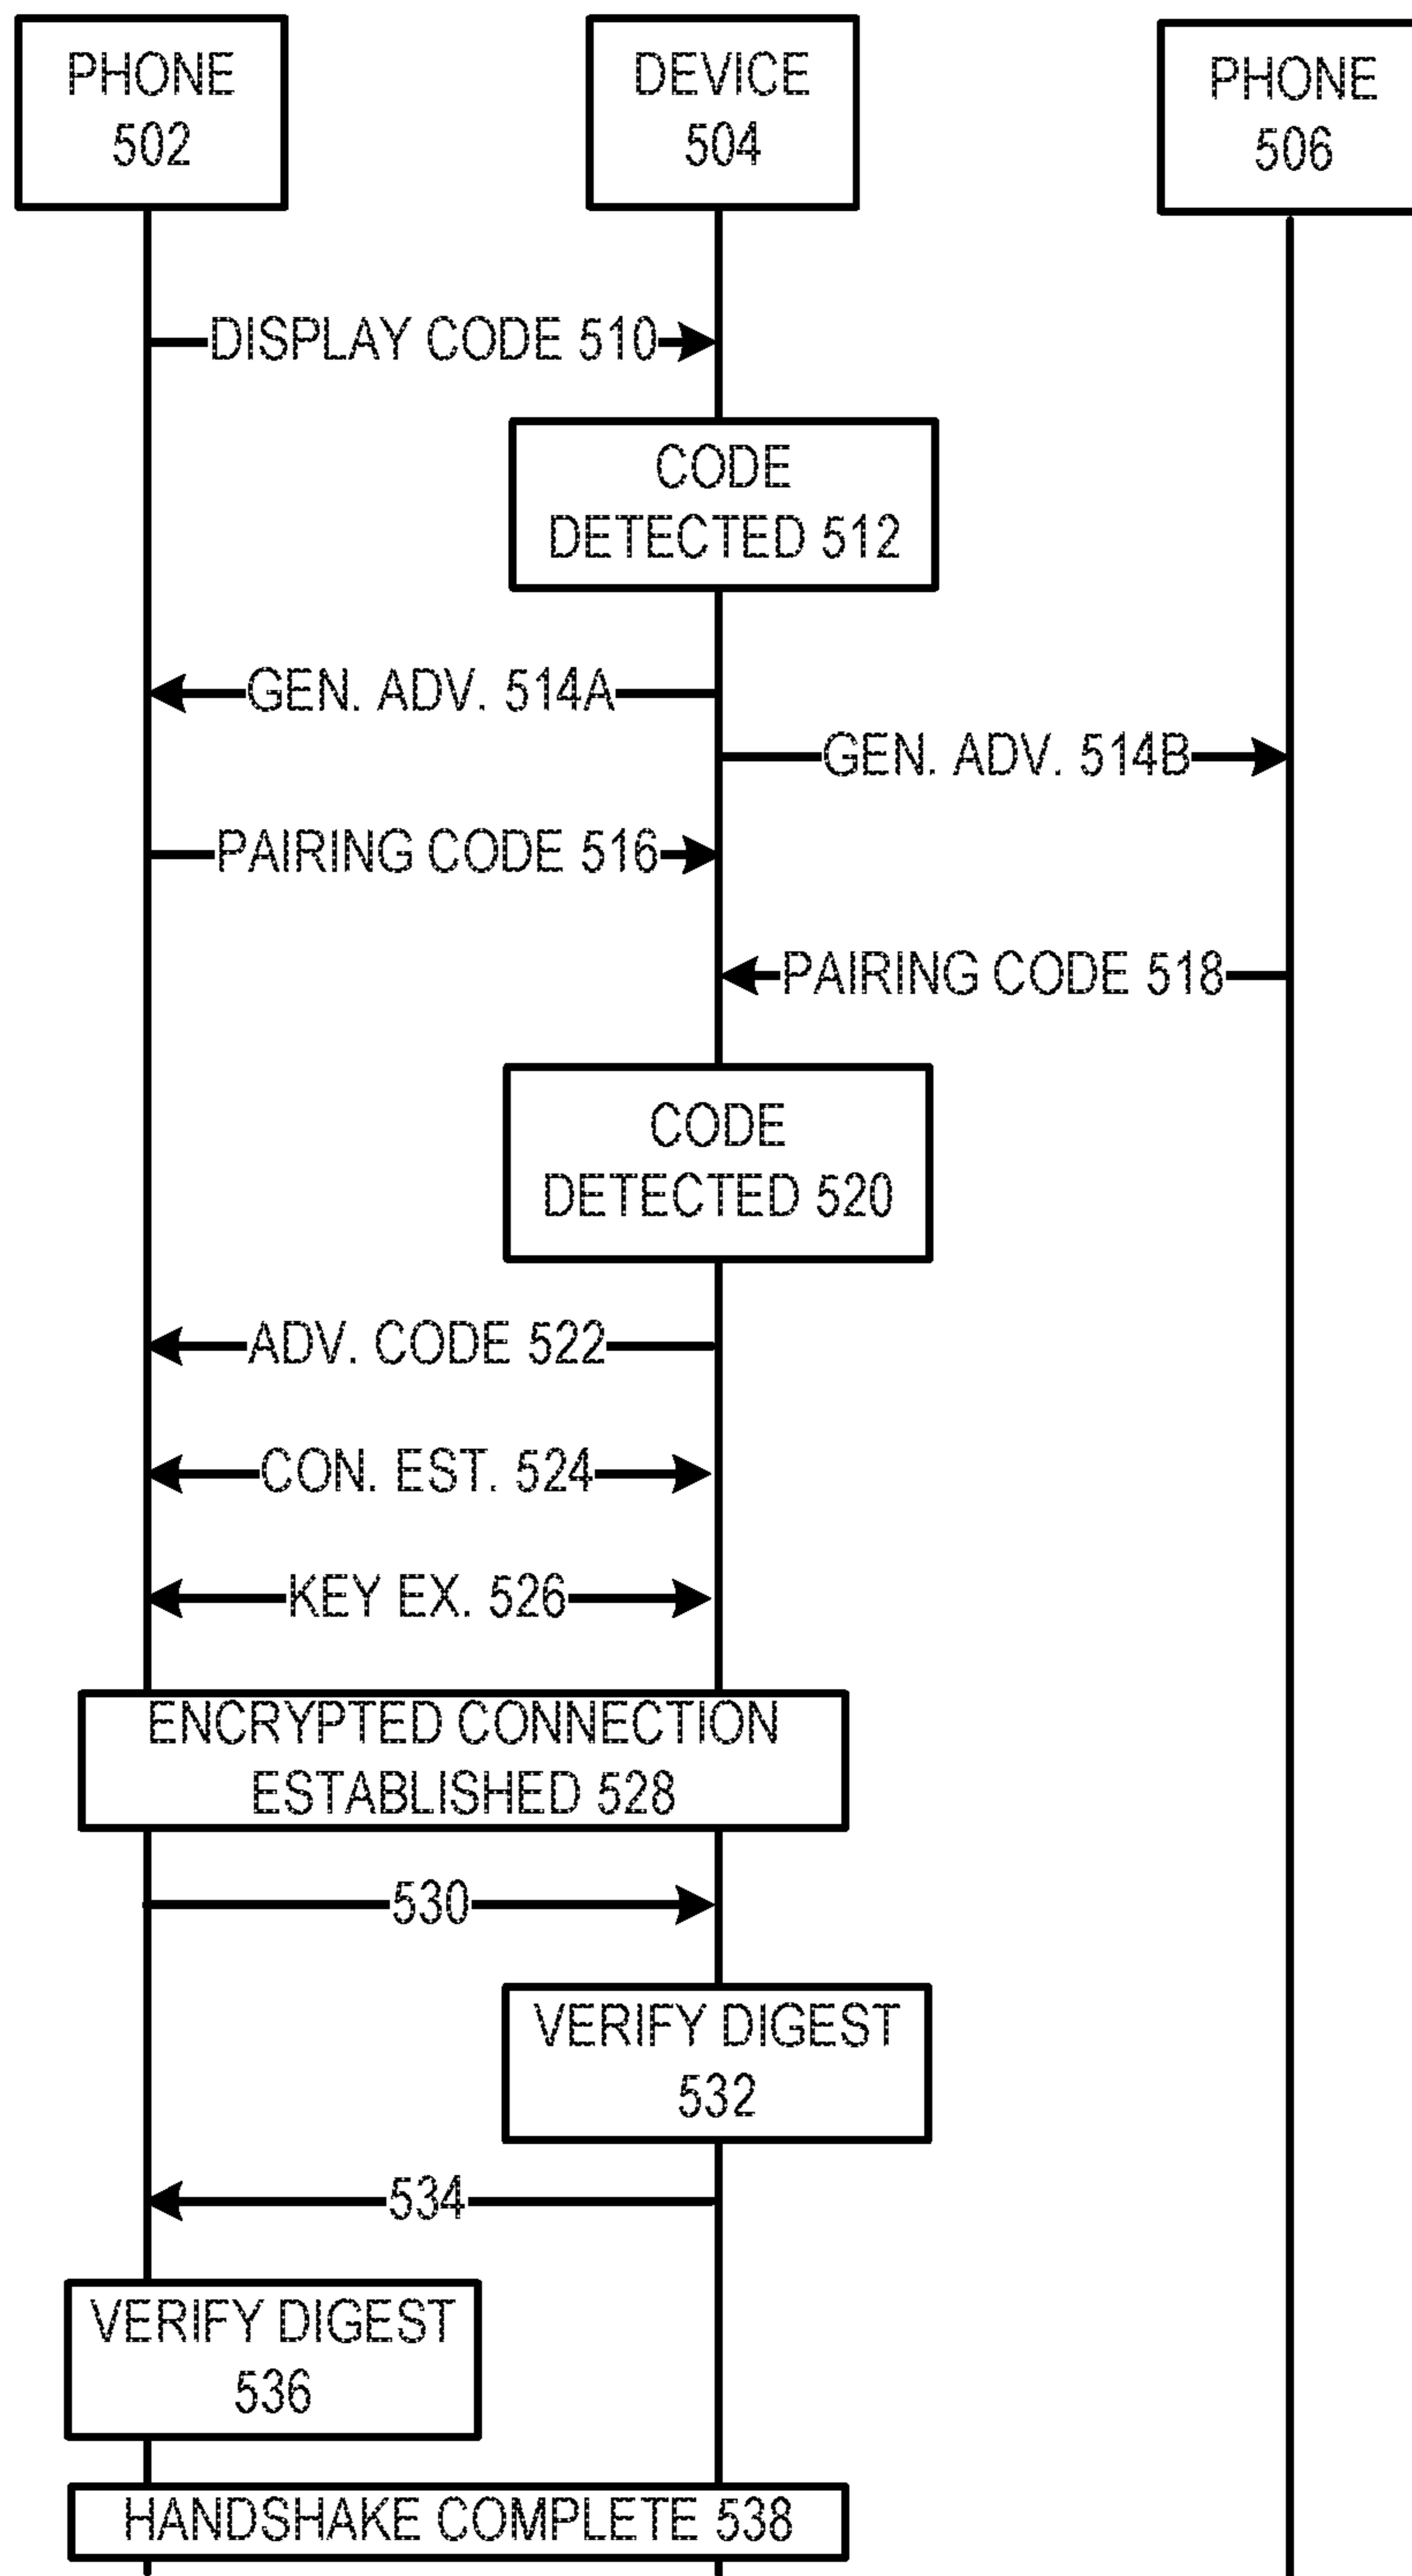 PHONE
502
DEVICE
504
PHONE
506
DISPLAY CODE 510
CODE
DETECTED 512
GEN. ADV. 514A
GEN. ADV. 514B
PAIRING CODE 516
PAIRING CODE 518
CODE
DETECTED 520
ADV. CODE 522
CON. EST. 524
KEY EX. 526
ENCRYPTED CONNECTION
ESTABLISHED 528
530
VERIFY DIGEST
532
534
VERIFY DIGEST
536
HANDSHAKE COMPLETE 538